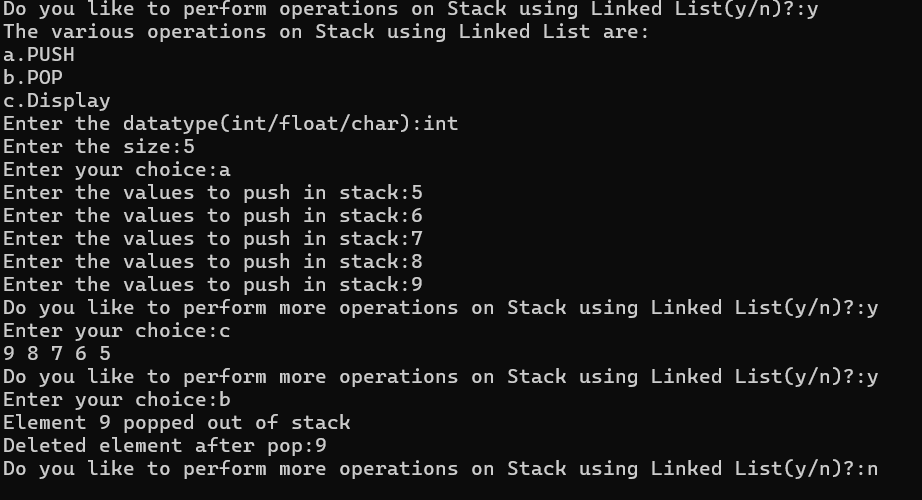 Do you like to perform operations on Stack using Linked List(y/n)?:y
The various operations on Stack using Linked List are:
a.PUSH
b.POP
c.Display
Enter the datatype(int/float/char):int
Enter the size:5
Enter your choice:a
Enter the values to push in stack:5
Enter the values to push in stack:6
Enter the values to push in stack:7
Enter the values to push in stack:8
Enter the values to push in stack:9
Do you like to perform more operations on Stack using Linked List(y/n)?:y
Enter your choice:c
9 8 7 6 5
Do you like to perform more operations on Stack using Linked List(y/n)?:y
Enter your choice:b
Element 9 popped out of stack
Deleted element after pop:9
Do you like to perform more operations on Stack using Linked List(y/n)?:n